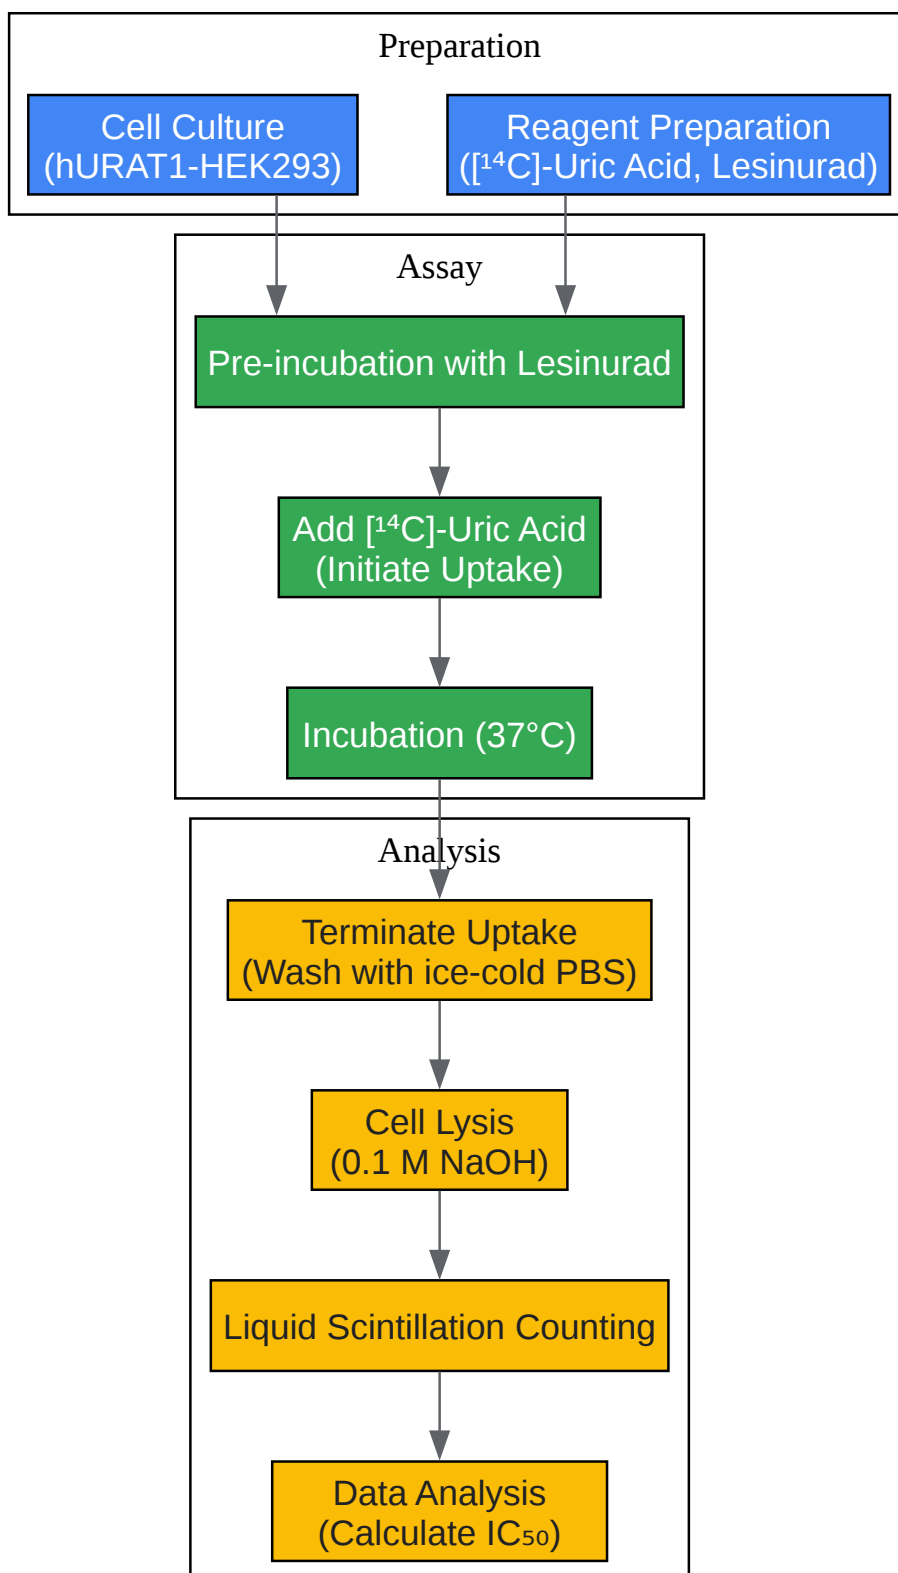 Preparation
Cell Culture
(hURAT1-HEK293)
Reagent Preparation
([¹⁴C]-Uric Acid, Lesinurad)
Assay
Pre-incubation with Lesinurad
Add [¹⁴C]-Uric Acid
(Initiate Uptake)
Incubation (37°C)
Analysis
Terminate Uptake
(Wash with ice-cold PBS)
Cell Lysis
(0.1 M NaOH)
Liquid Scintillation Counting
Data Analysis
(Calculate IC₅₀)